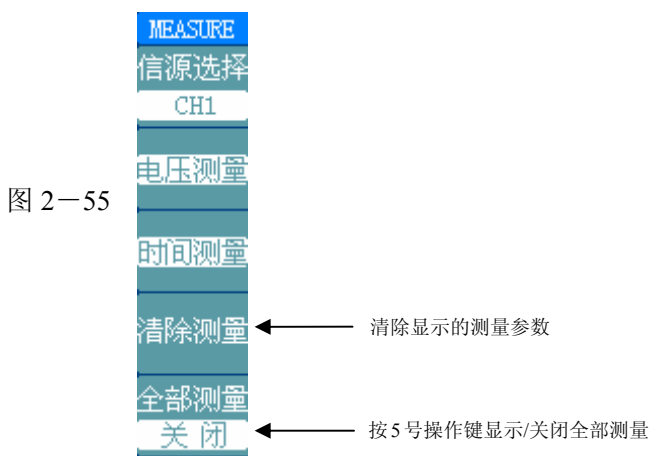 MEASURE
信源选择
CH1
电压测量
图 2－55
时间测量
清除测量
清除显示的测量参数
全部测量
关 闭
按 5 号操作键显示/关闭全部测量